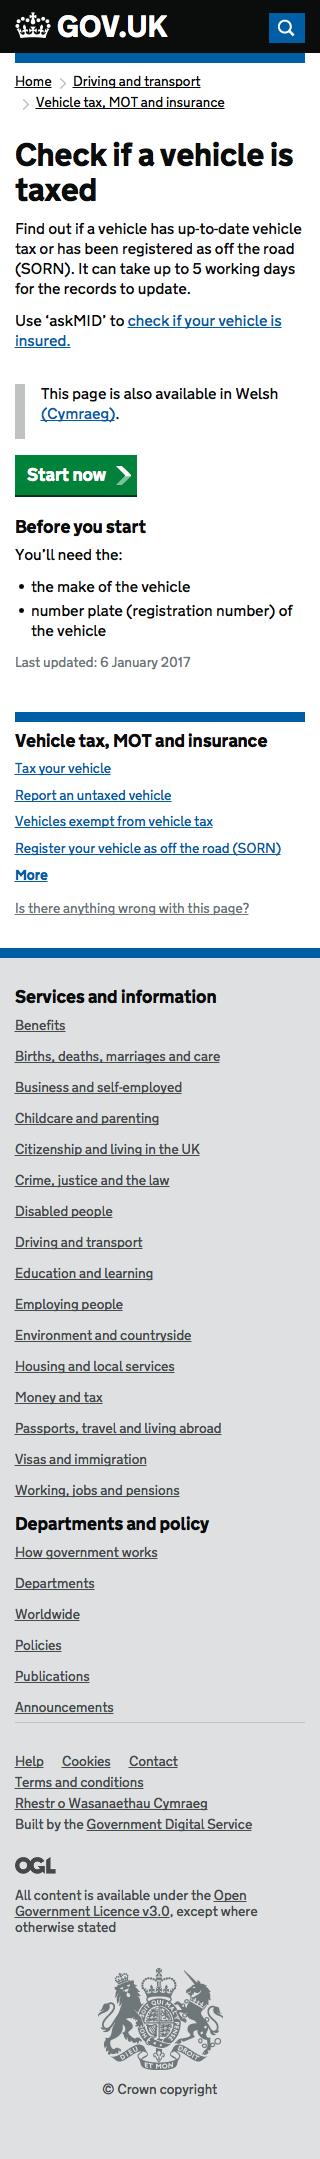 GOV.UK
Home
Driving and transport
Vehicle tax, MOT and insurance
Check if a vehicle is
taxed
Find out if a vehicle has up-to-date vehicle
tax or has been registered as off the road
(SORN). It can take up to 5 working days
for the records to update.
Use ‘askMID’ to check if your vehicle is
insured.
This page is also available in Welsh
(Cymraeg).
Start now
Before you start
You’ll need the:
• the make of the vehicle
• number plate (registration number) of
the vehicle
Last updated: 6 January 2017
Vehicle tax, MOT and insurance
Tax your vehicle
Report an untaxed vehicle
Vehicles exempt from vehicle tax
Register your vehicle as off the road (SORN)
More
Is there anything wrong with this page?
Services and information
Benefits
Births, deaths, marriages and care
Business and self-employed
Childcare and parenting
Citizenship and living in the UK
Crime, justice and the law
Disabled people
Driving and transport
Education and learning
Employing people
Environment and countryside
Housing and local services
Money and tax
Passports, travel and living abroad
Visas and immigration
Working, jobs and pensions
Departments and policy
How government works
Departments
Worldwide
Policies
Publications
Announcements
Help Cookies Contact
Terms and conditions
Rhestr o Wasanaethau Cymraeg
Built by the Government Digital Service
OGL
All content is available under the Open
Government Licence v3.0, except where
otherwise stated
DIEU ET MON
© Crown copyright